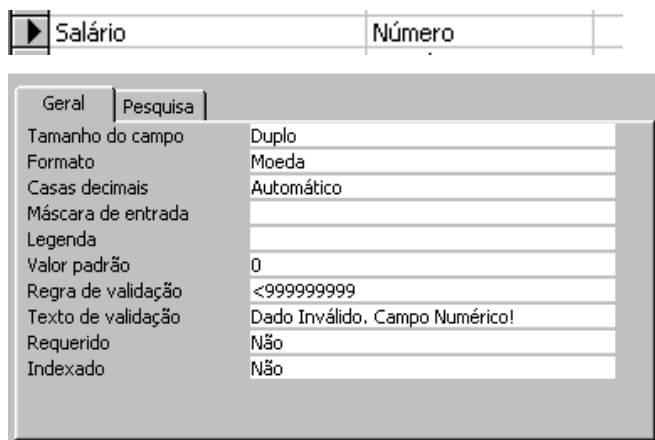 Salário Número
Geral Pesquisa
Tamanho do campo Duplo
Formato Moeda
Casas decimais Automático
Máscara de entrada
Legenda
Valor padrão 0
Regra de validação <999999999
Texto de validação Dado Inválido. Campo Numérico!
Requerido Não
Indexado Não